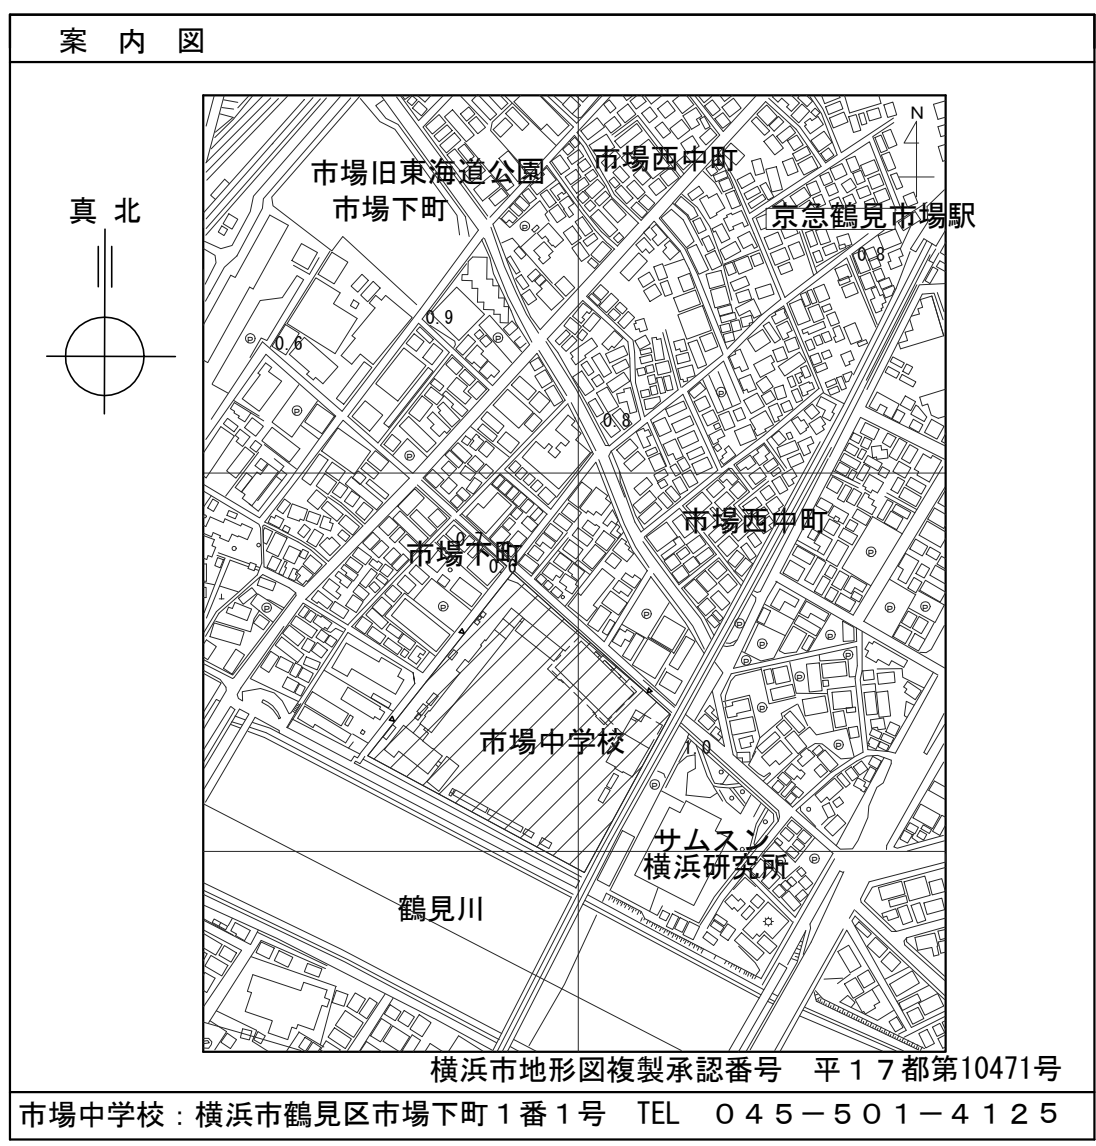 案 内 図
N
市場旧東海道公園
市場西中町
市場下町
真 北
京急鶴見市場駅
0.8
0.9
0.6
0.8
市場西中町
0.7
市場下町
0.6
市場中学校
1.0
サムスン
横浜研究所
鶴見川
横浜市地形図複製承認番号 平17都第10471号
市場中学校:横浜市鶴見区市場下町1番1号 TEL 045-501-4125